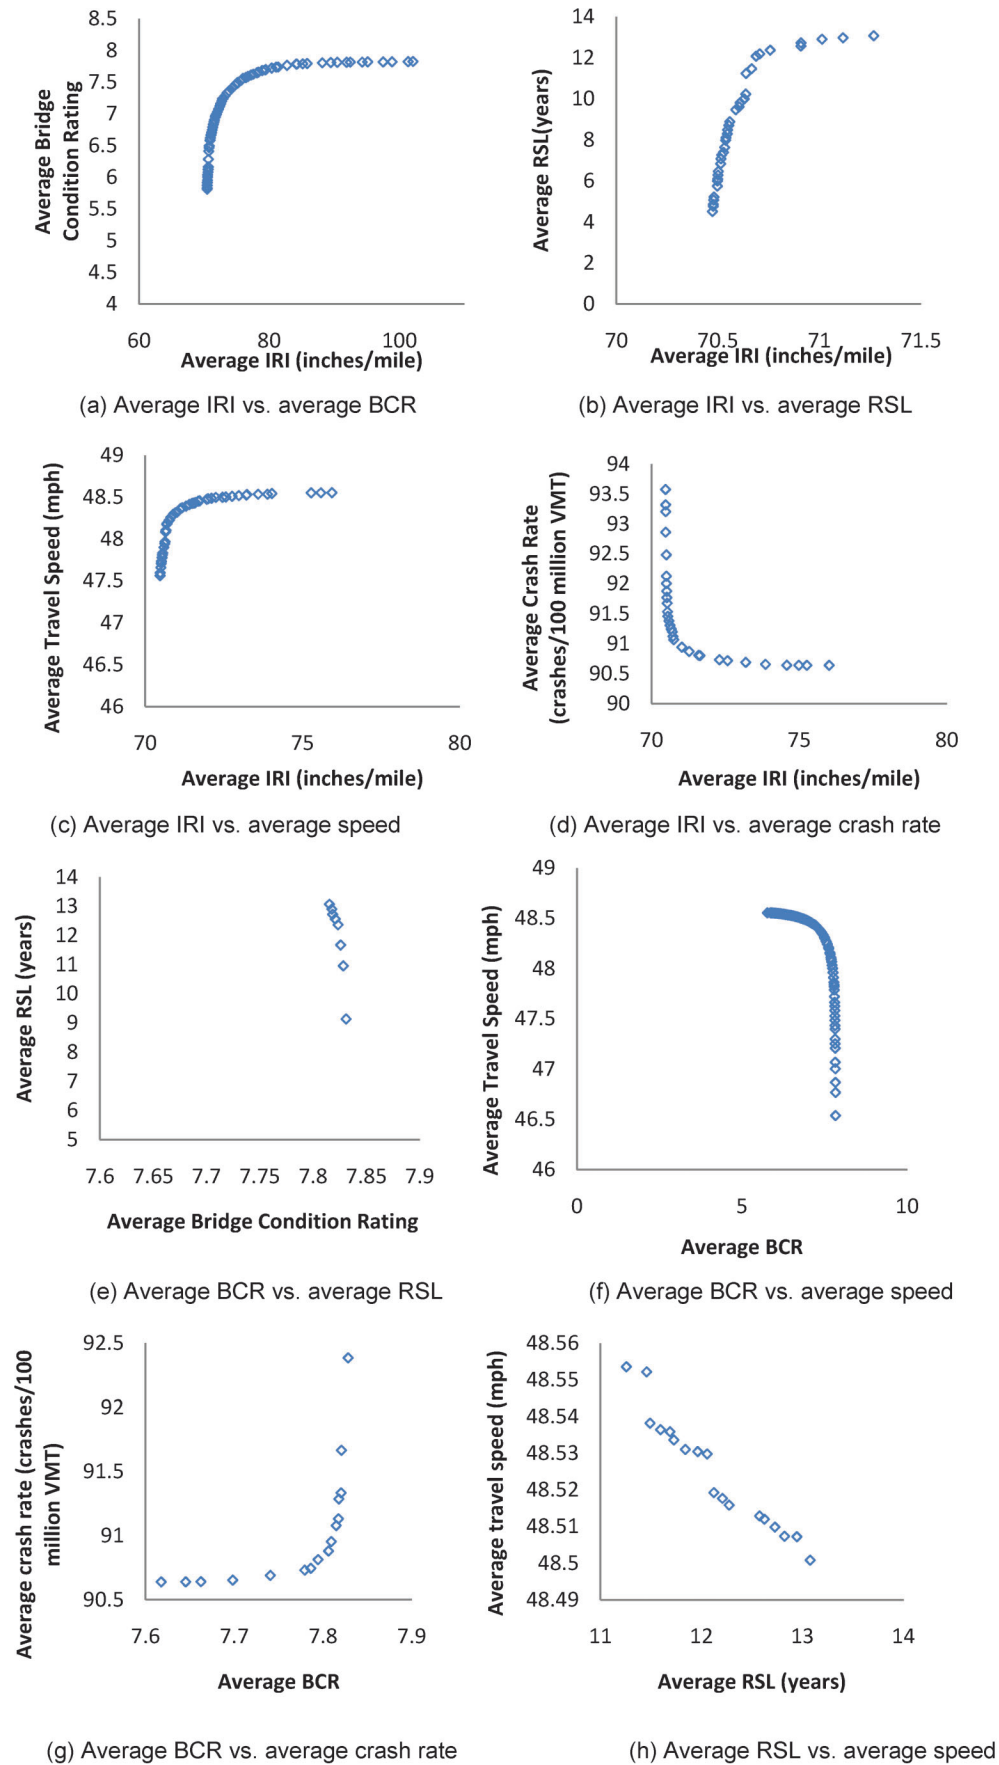 8.5
8
7.5
7
6.5
6
5.5
5
4.5
4
Average Bridge
Condition Rating
60 80 100
Average IRI (inches/mile)
(a) Average IRI vs. average BCR
14
12
10
8
6
4
2
0
Average RSL(years)
70 70.5 71 71.5
Average IRI (inches/mile)
(b) Average IRI vs. average RSL
49
48.5
48
47.5
47
46.5
46
Average Travel Speed (mph)
70 75 80
Average IRI (inches/mile)
(c) Average IRI vs. average speed
94
93.5
93
92.5
92
91.5
91
90.5
90
Average Crash Rate
(crashes/100 million VMT)
70 75 80
Average IRI (inches/mile)
(d) Average IRI vs. average crash rate
14
13
12
11
10
9
8
7
6
5
Average RSL (years)
7.6 7.65 7.7 7.75 7.8 7.85 7.9
Average Bridge Condition Rating
(e) Average BCR vs. average RSL
49
48.5
48
47.5
47
46.5
46
Average Travel Speed (mph)
0 5 10
Average BCR
(f) Average BCR vs. average speed
92.5
92
91.5
91
90.5
Average crash rate (crashes/100
million VMT)
7.6 7.7 7.8 7.9
Average BCR
(g) Average BCR vs. average crash rate
48.56
48.55
48.54
48.53
48.52
48.51
48.5
48.49
Average travel speed (mph)
11 12 13 14
Average RSL (years)
(h) Average RSL vs. average speed